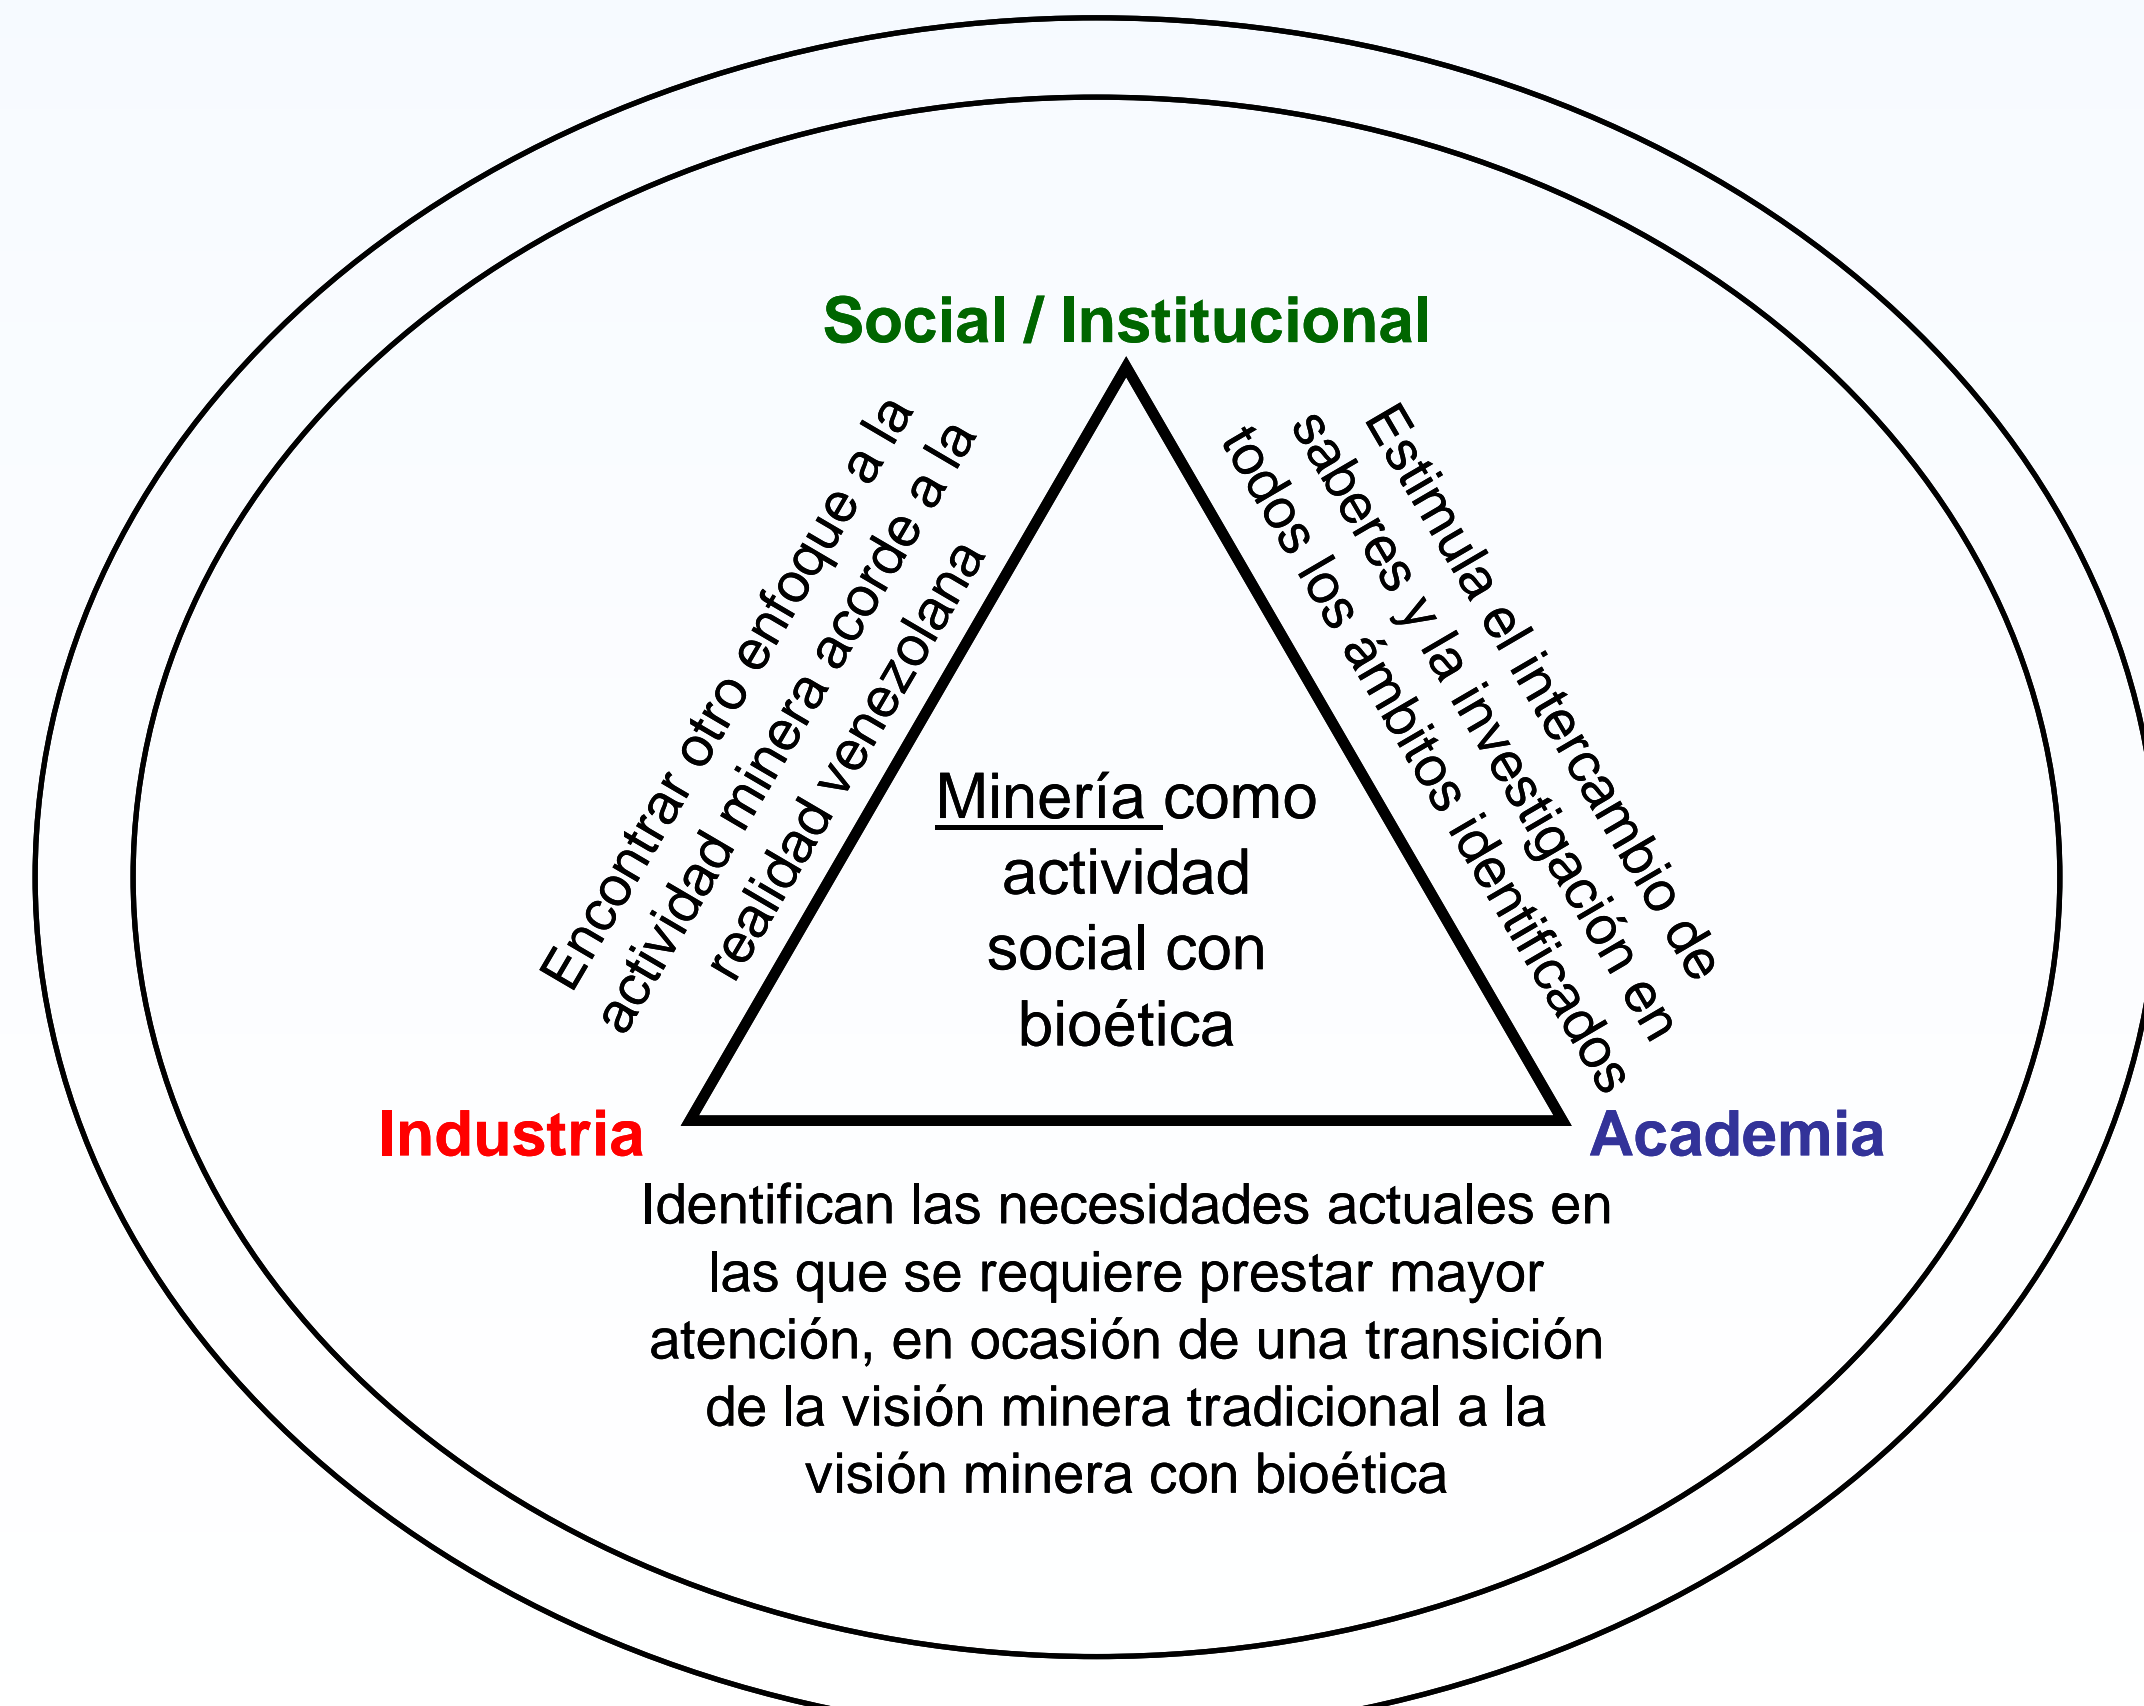 Social / Institucional
Encontrar otro enfoque a la
actividad minera acorde a la
realidad venezolana
Estimula el intercambio de
saberes y la investigación en
todos los ámbitos identificados
Minería como
actividad
social con
bioética
Industria
Academia
Identifican las necesidades actuales en
las que se requiere prestar mayor
atención, en ocasión de una transición
de la visión minera tradicional a la
visión minera con bioética